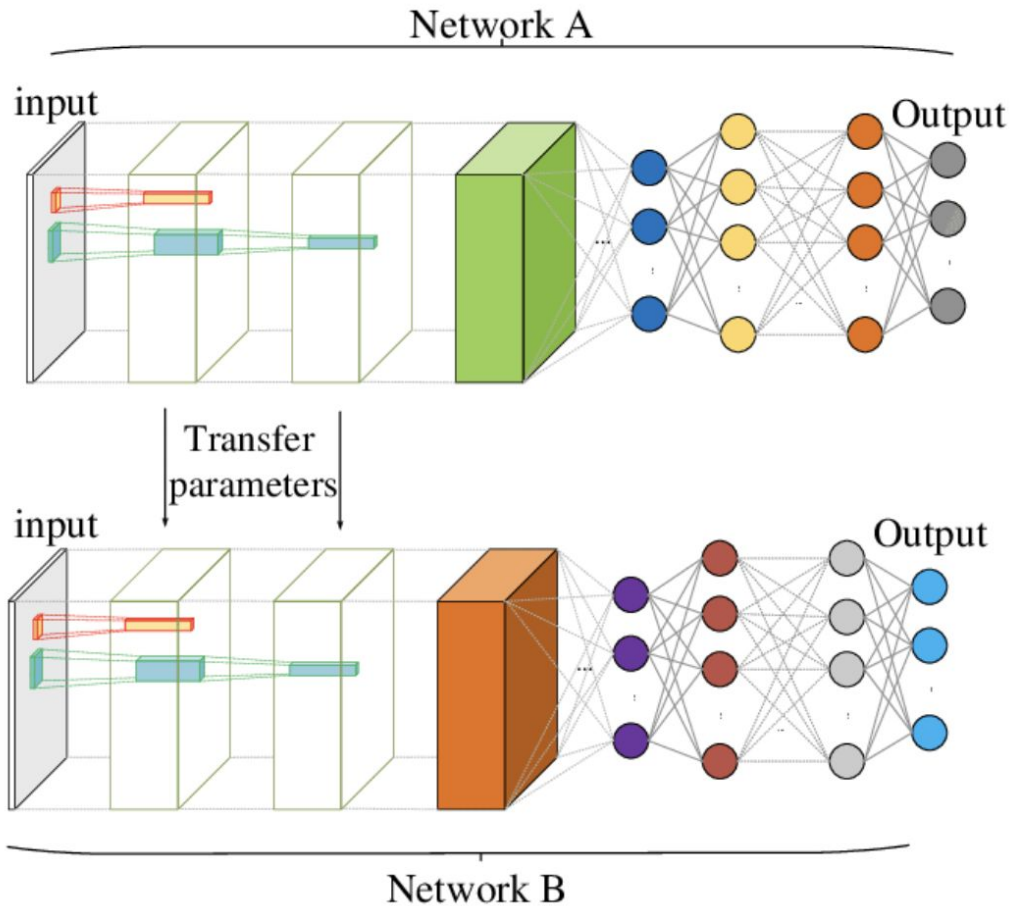 Network A
input
Output
...
Transfer
parameters
input
Output
...
Network B